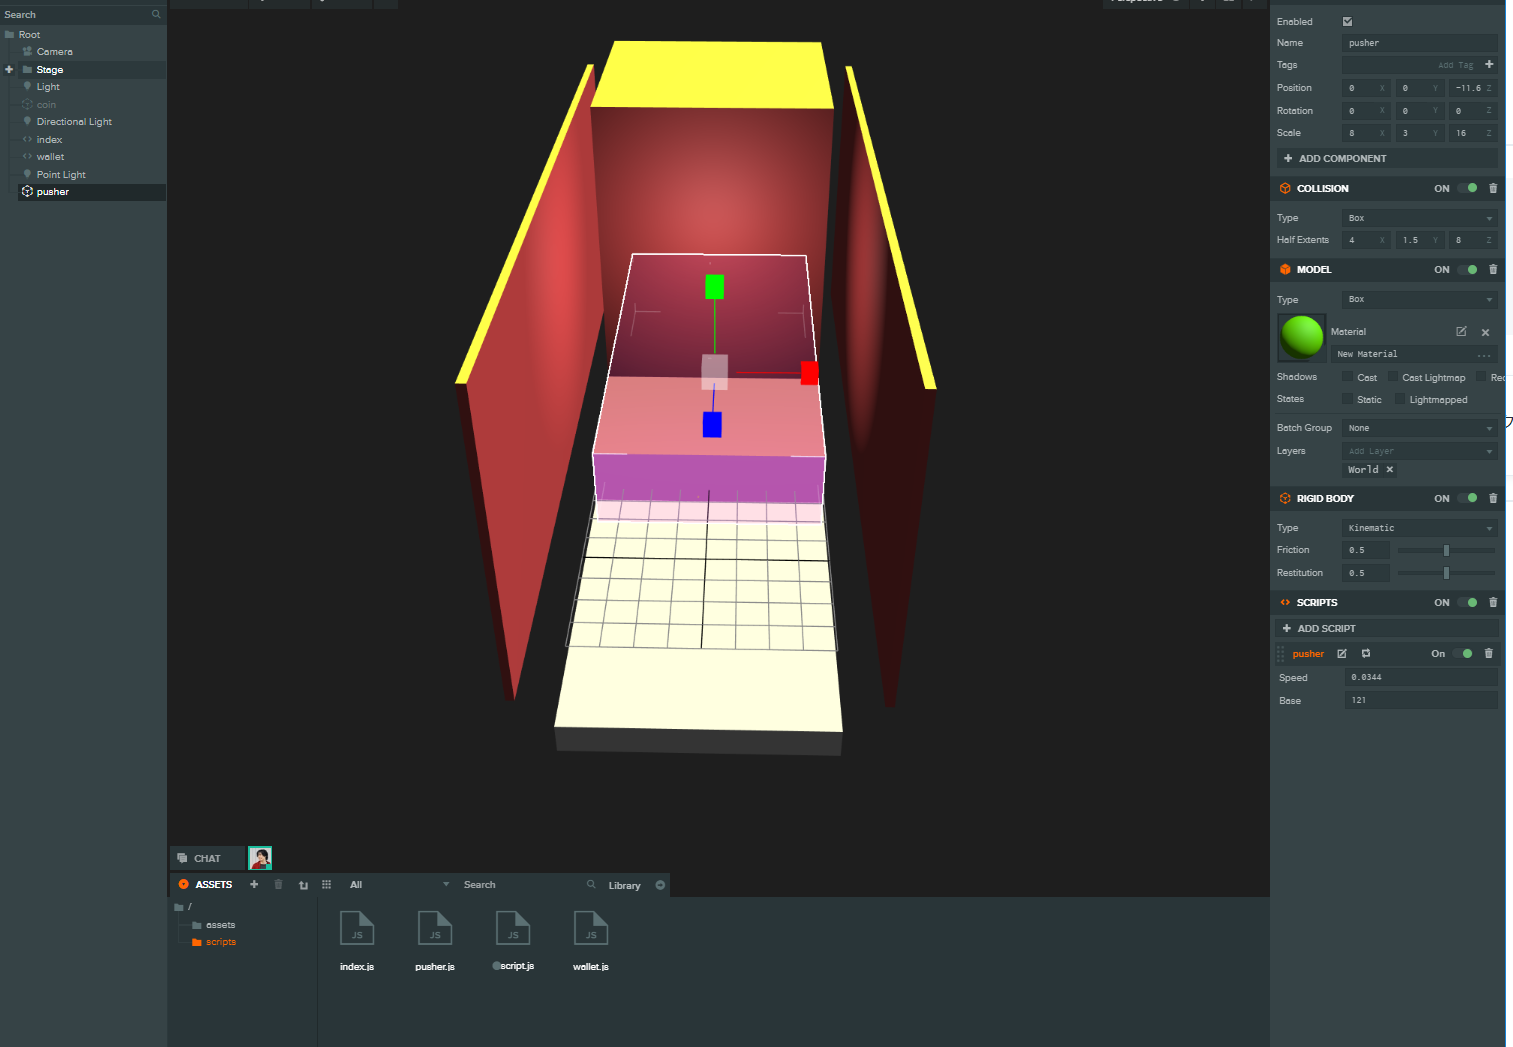 Search
Root
Camera
Stage
Light
coin
Directional Light
index
wallet
Point Light
pusher
Enabled
Name pusher
Tags Add Tag
Position 0 X 0 Y -11.6 Z
Rotation 0 X 0 Y 0 Z
Scale 8 X 3 Y 16 Z
ADD COMPONENT
COLLISION ON
Type Box
Half Extents 4 X 1.5 Y 8 Z
MODEL ON
Type Box
Material
New Material ...
Shadows Cast Cast Lightmap Rec
States Static Lightmapped
Batch Group None
Layers Add Layer
World
RIGID BODY ON
Type Kinematic
Friction 0.5
Restitution 0.5
SCRIPTS ON
ADD SCRIPT
pusher On
Speed 0.0344
Base 121
CHAT
ASSETS All Search Library
/
assets
scripts
JS JS JS JS
index.js pusher.js script.js wallet.js